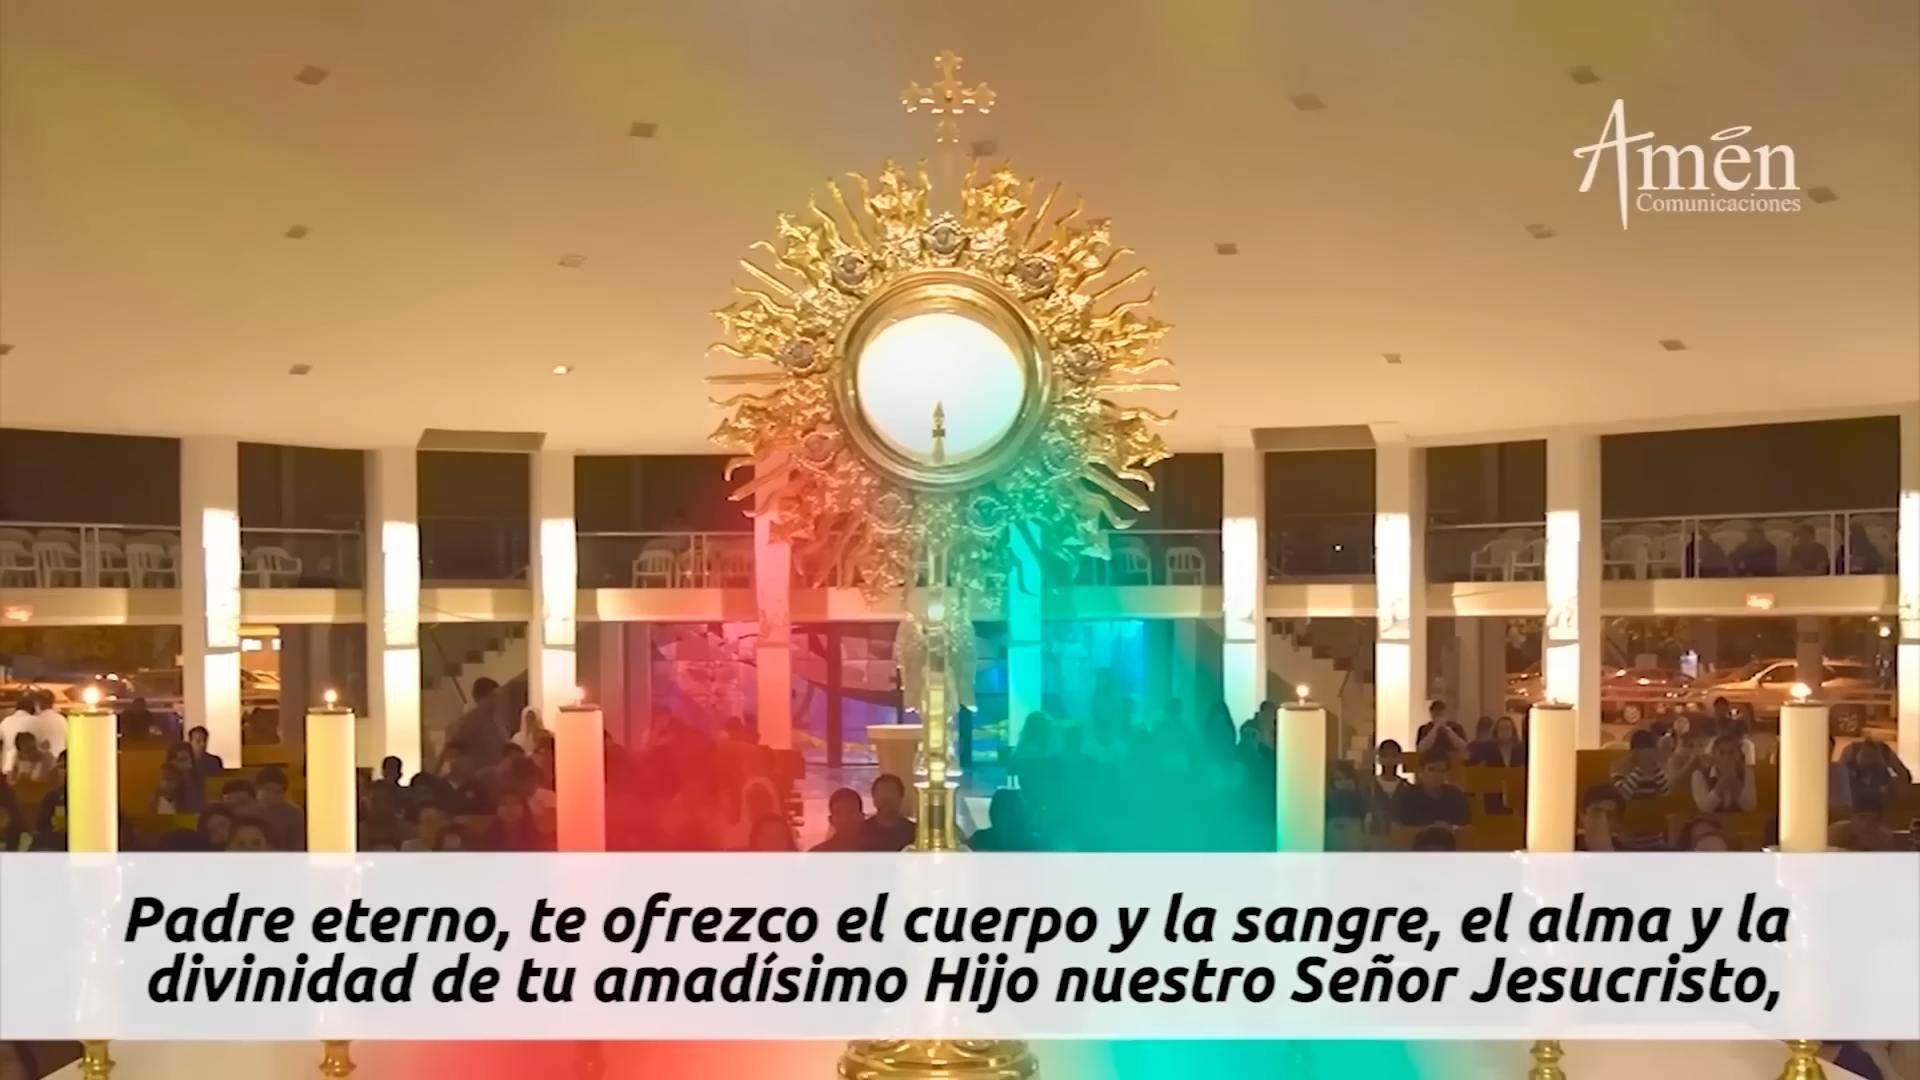 Amén
Comunicaciones
Padre eterno, te ofrezco el cuerpo y la sangre, el alma y la
divinidad de tu amadísimo Hijo nuestro Señor Jesucristo,